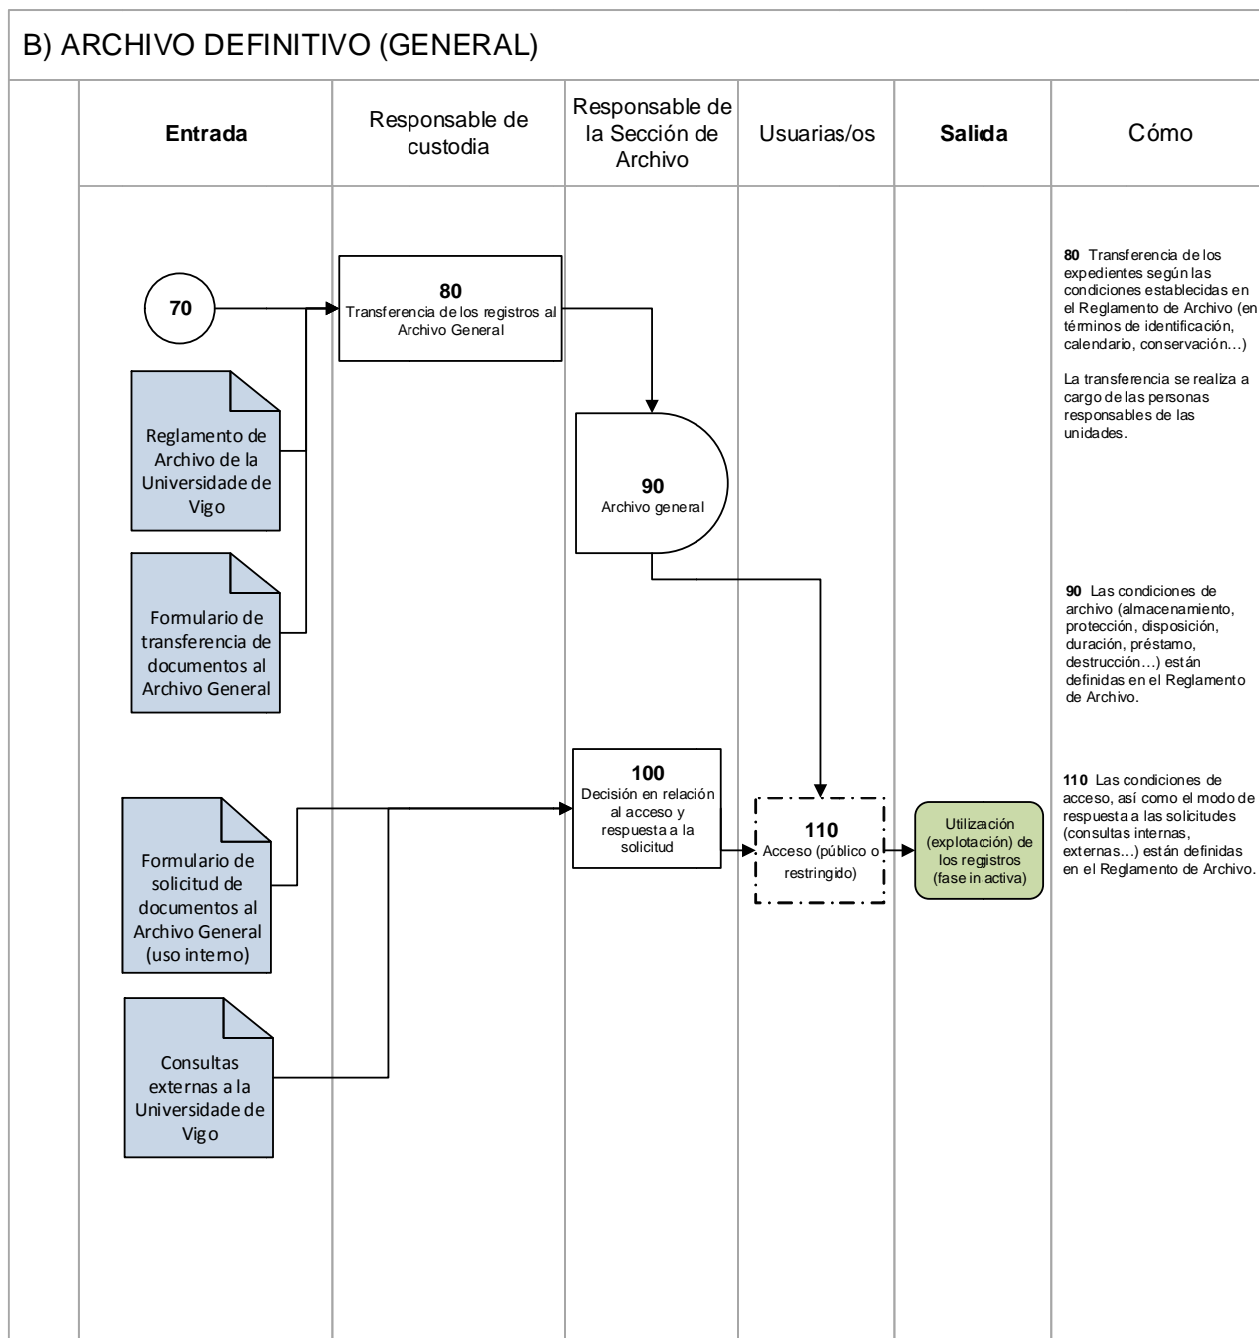 B) ARCHIVO DEFINITIVO (GENERAL)
Entrada
Responsable de
custodia
Responsable de
la Sección de
Archivo
Usuarias/os
Salida
Cómo
70
80
Transferencia de los registros al
Archivo General
80 Transferencia de los
expedientes según las
condiciones establecidas en
el Reglamento de Archivo (en
términos de identificación,
calendario, conservación…)
La transferencia se realiza a
cargo de las personas
responsables de las
unidades.
Reglamento de
Archivo de la
Universidade de
Vigo
90
Archivo general
Formulario de
transferencia de
documentos al
Archivo General
90 Las condiciones de
archivo (almacenamiento,
protección, disposición,
duración, préstamo,
destrucción…) están
definidas en el Reglamento
de Archivo.
Formulario de
solicitud de
documentos al
Archivo General
(uso interno)
100
Decisión en relación
al acceso y
respuesta a la
solicitud
110
Acceso (público o
restringido)
Utilización
(explotación) de
los registros
(fase in activa)
110 Las condiciones de
acceso, así como el modo de
respuesta a las solicitudes
(consultas internas,
externas...) están definidas
en el Reglamento de Archivo.
Consultas
externas a la
Universidade de
Vigo